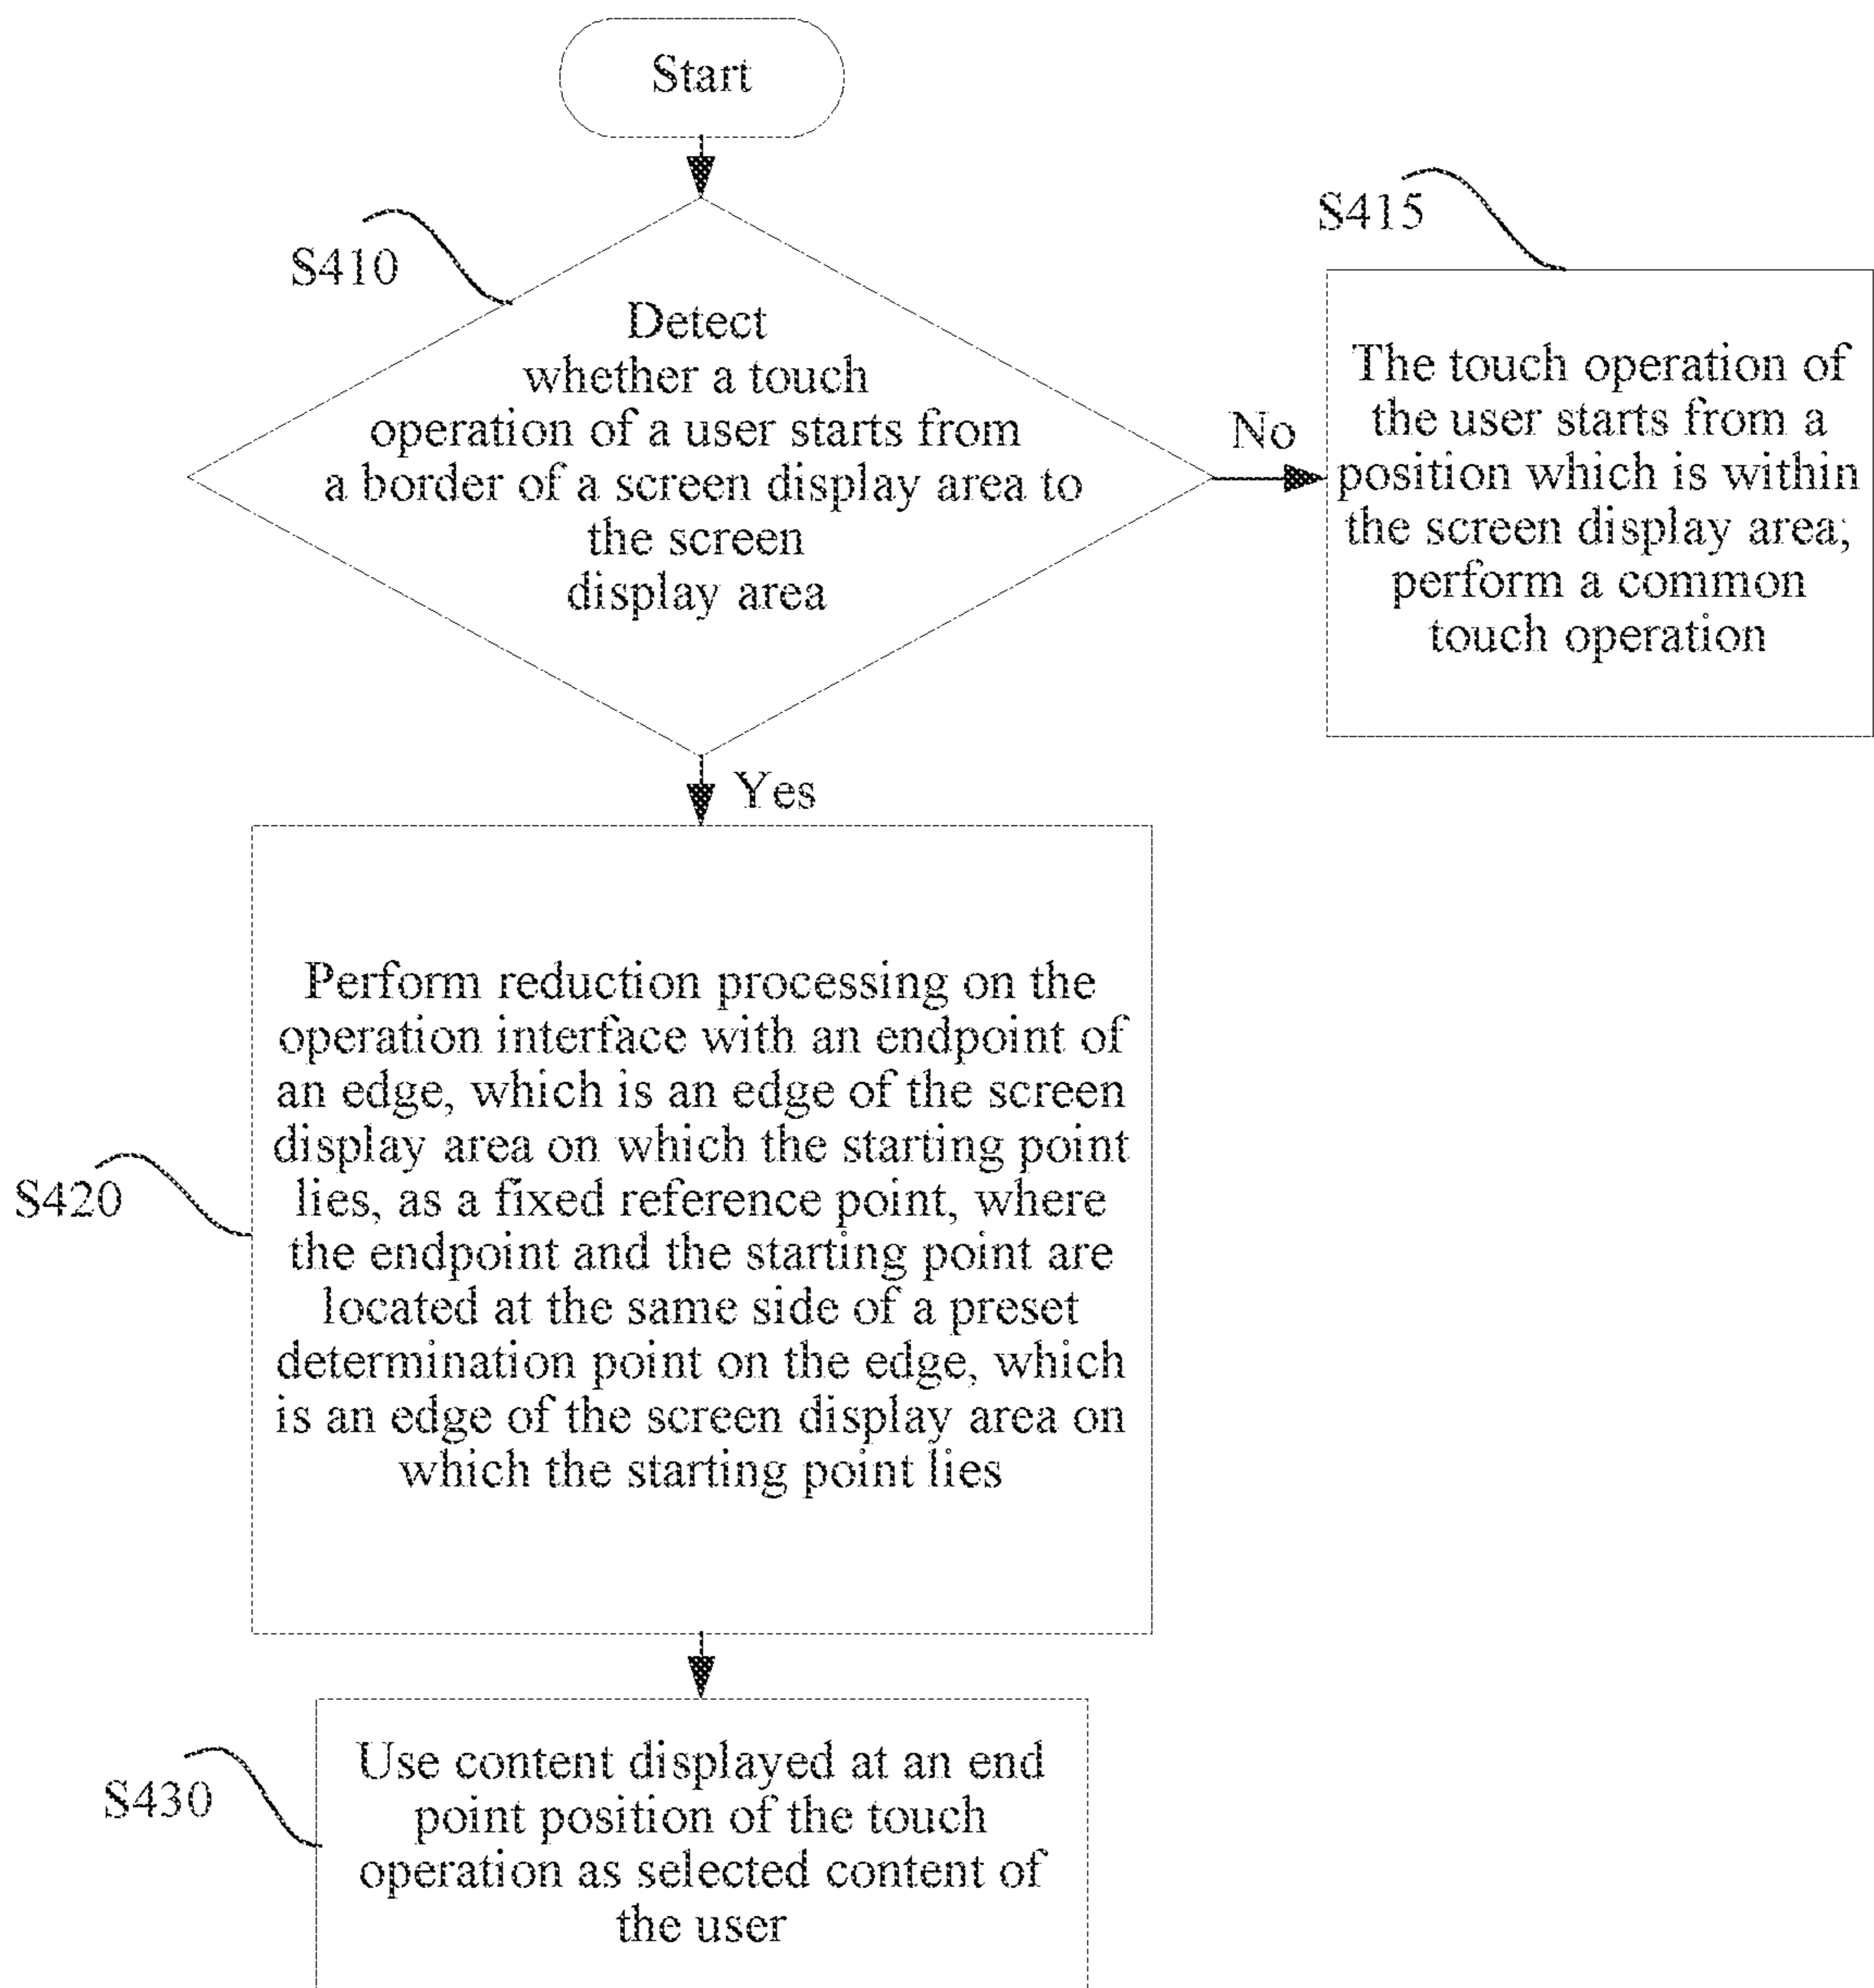 Start
S410
Detect
whether a touch
operation of a user starts from
a border of a screen display area to
the screen
display area
No
S415
The touch operation of
the user starts from a
position which is within
the screen display area;
perform a common
touch operation
Yes
S420
Perform reduction processing on the
operation interface with an endpoint of
an edge, which is an edge of the screen
display area on which the starting point
lies, as a fixed reference point, where
the endpoint and the starting point are
located at the same side of a preset
determination point on the edge, which
is an edge of the screen display area on
which the starting point lies
S430
Use content displayed at an end
point position of the touch
operation as selected content of
the user